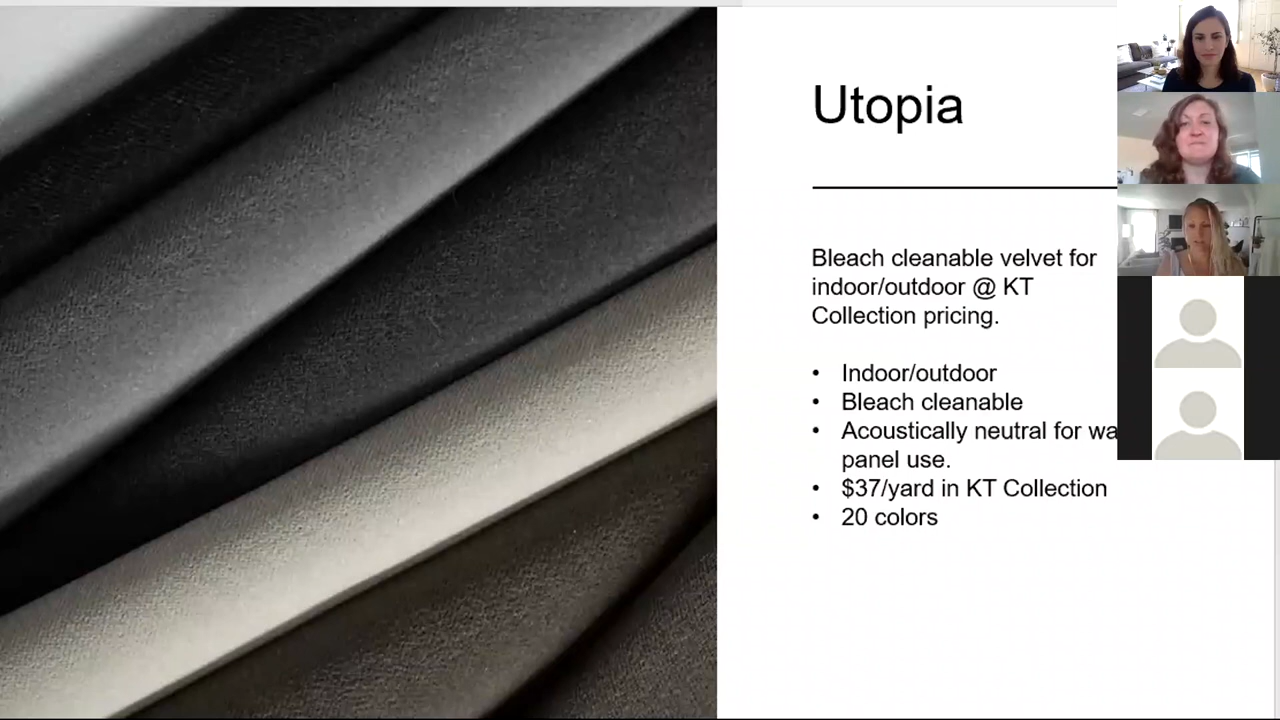 Utopia
Bleach cleanable velvet for
indoor/outdoor @ KT
Collection pricing.
• Indoor/outdoor
• Bleach cleanable
• Acoustically neutral for
panel use.
• $37/yard in KT Collection
• 20 colors